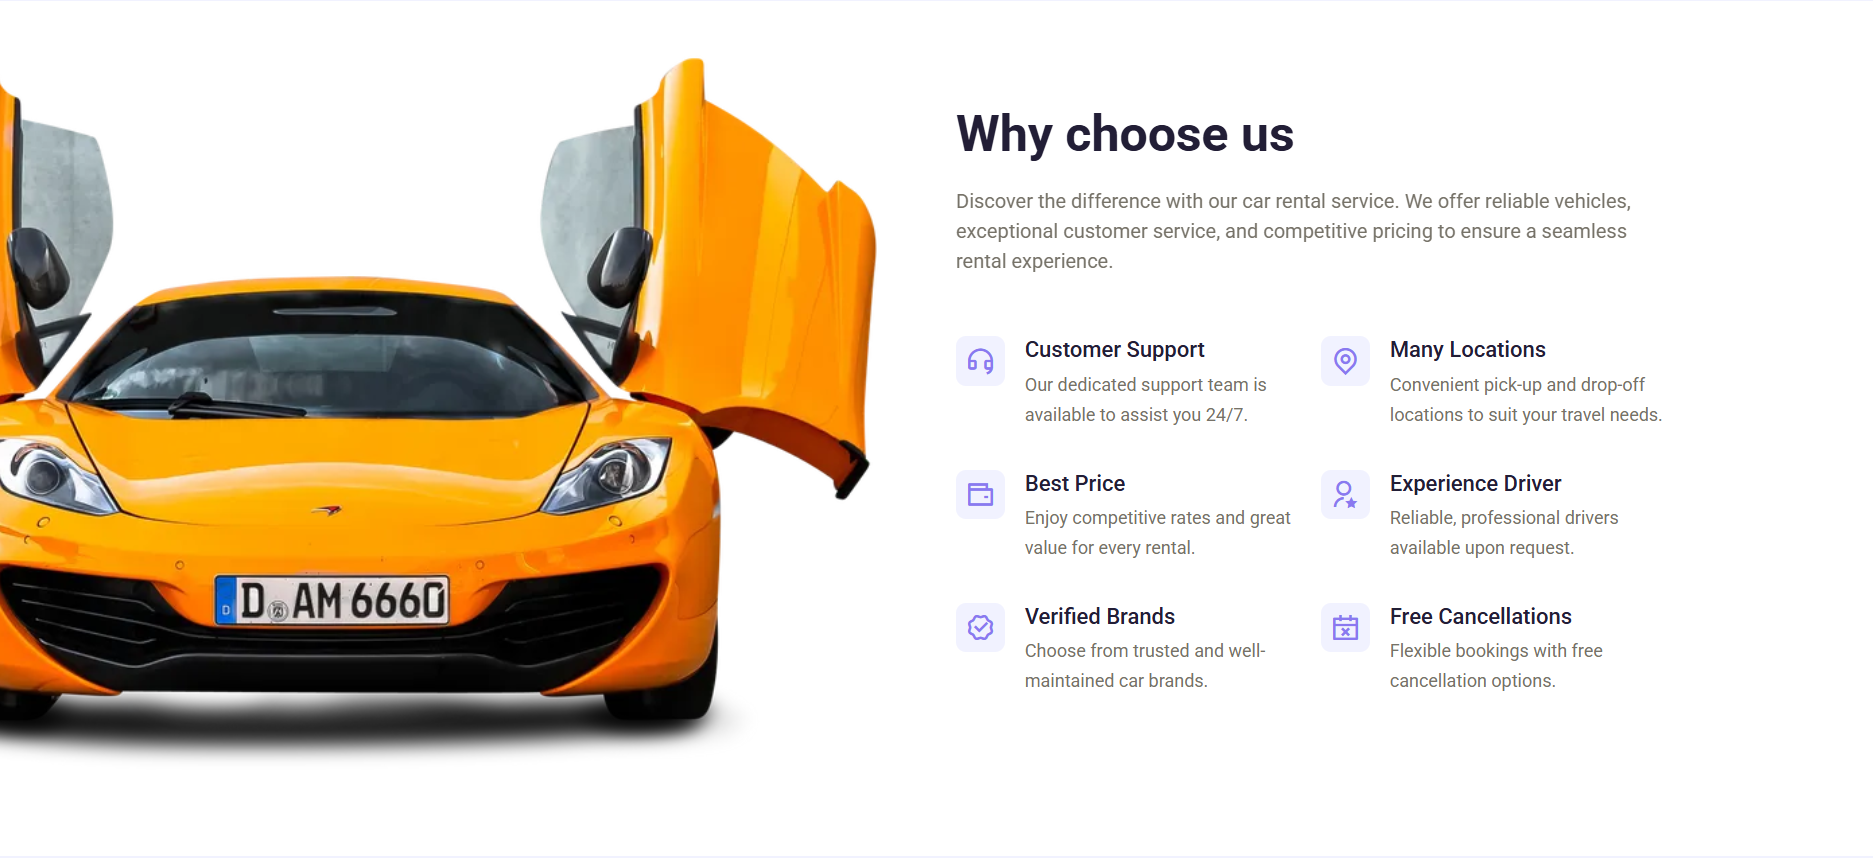 Why choose us
Discover the difference with our car rental service. We offer reliable vehicles,
exceptional customer service, and competitive pricing to ensure a seamless
rental experience.
Customer Support
Our dedicated support team is
available to assist you 24/7.
Many Locations
Convenient pick-up and drop-off
locations to suit your travel needs.
Best Price
Enjoy competitive rates and great
value for every rental.
Experience Driver
Reliable, professional drivers
available upon request.
Verified Brands
Choose from trusted and well-
maintained car brands.
Free Cancellations
Flexible bookings with free
cancellation options.
D D AM 6660